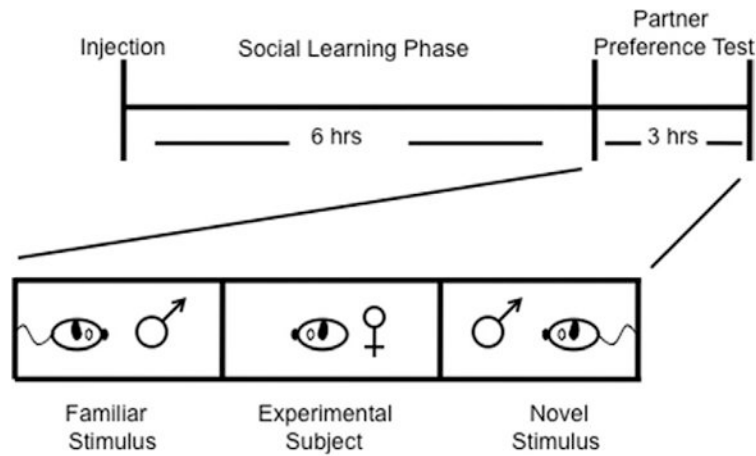 Injection
Social Learning Phase
Partner
Preference Test
6 hrs
3 hrs
Familiar
Stimulus
Experimental
Subject
Novel
Stimulus